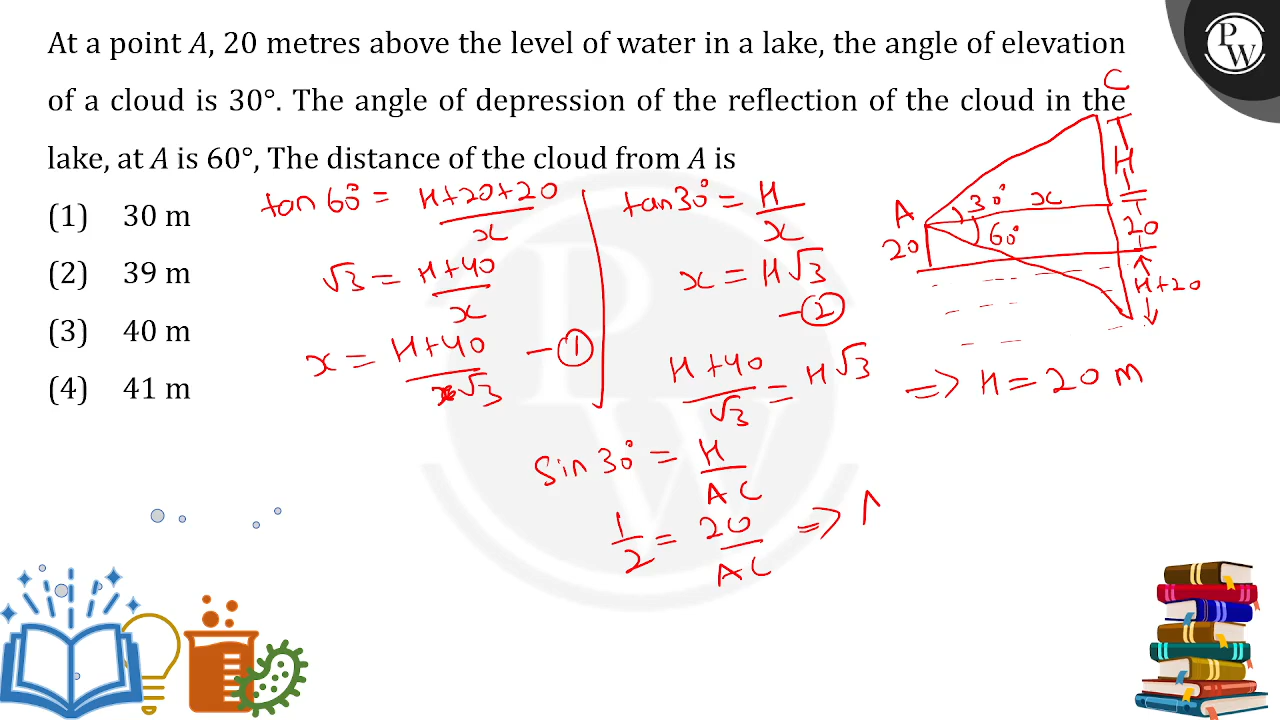 At a point A, 20 metres above the level of water in a lake, the angle of elevation
of a cloud is 30°. The angle of depression of the reflection of the cloud in the
lake, at A is 60°, The distance of the cloud from A is
(1) 30 m
(2) 39 m
(3) 40 m
(4) 41 m
tan 60° = H+20+20 / x
√3 = H+40 / x
x = H+40 / √3 — ①
tan 30° = H / x
x = H√3
— ②
H+40 / √3 = H√3 => H = 20 m
Sin 30° = H / AC
1/2 = 20 / AC => A
C
H
A
30°
x
20
60°
20
H+20
PW